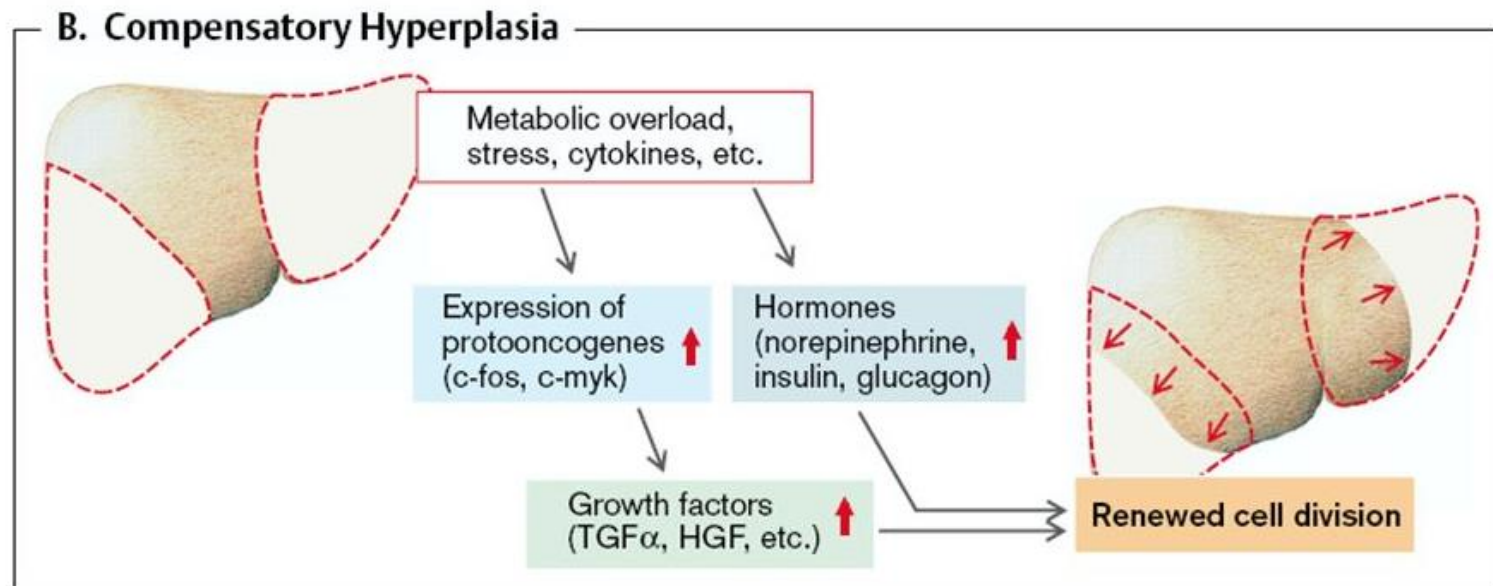 B. Compensatory Hyperplasia
Metabolic overload,
stress, cytokines, etc.
Expression of
protooncogenes
(c-fos, c-myk)
Hormones
(norepinephrine,
insulin, glucagon)
Growth factors
(TGFα, HGF, etc.)
Renewed cell division